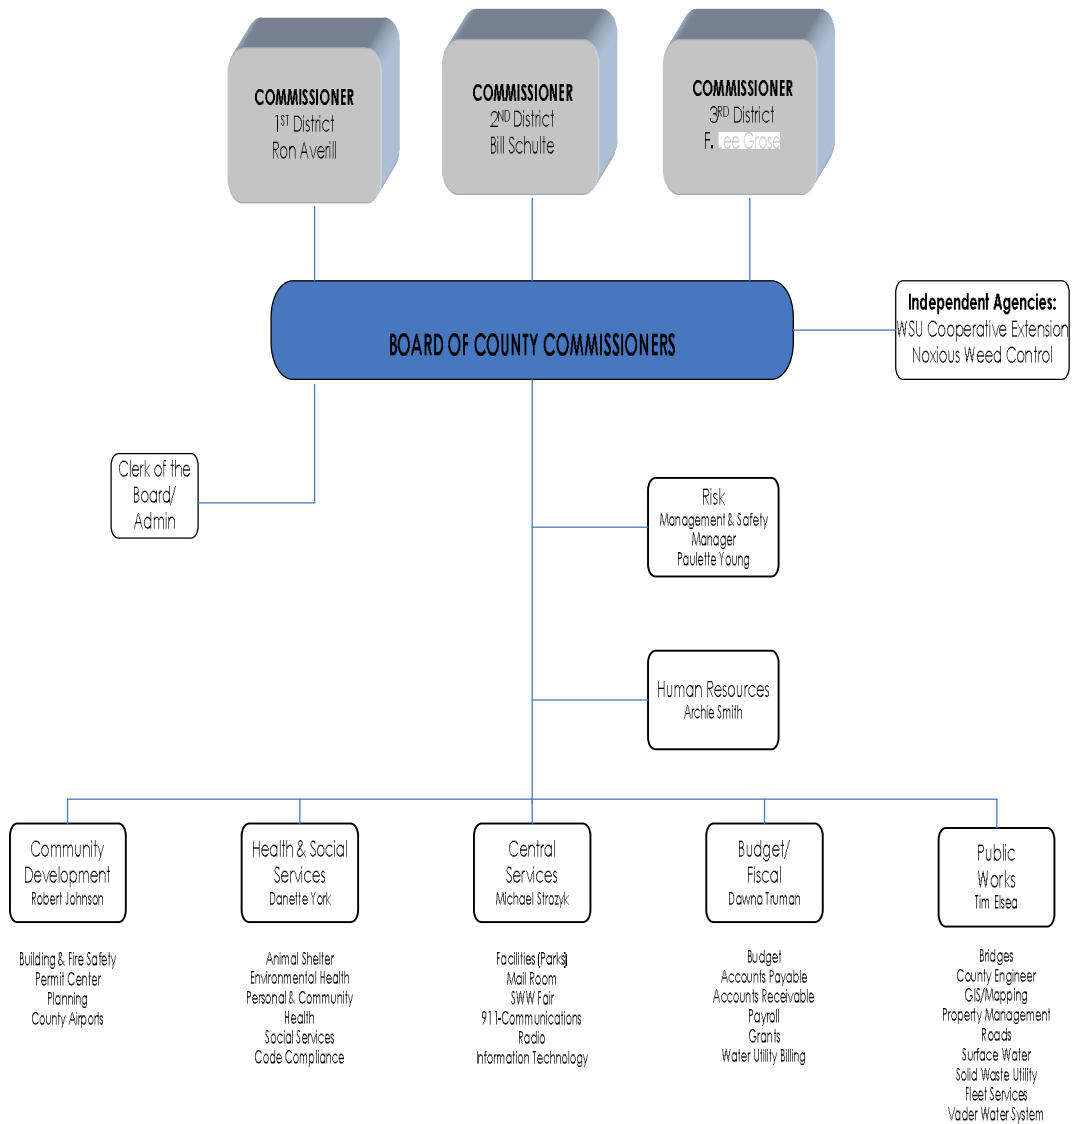 COMMISSIONER
1ST District
Ron Averill
COMMISSIONER
2ND District
Bill Schulte
COMMISSIONER
3RD District
F. Lee Grose
BOARD OF COUNTY COMMISSIONERS
Independent Agencies:
WSU Cooperative Extension
Noxious Weed Control
Clerk of the
Board/
Admin
Risk
Management & Safety
Manager
Paulette Young
Human Resources
Archie Smith
Community
Development
Robert Johnson
Building & Fire Safety
Permit Center
Planning
County Airports
Health & Social
Services
Danette York
Animal Shelter
Environmental Health
Personal & Community
Health
Social Services
Code Compliance
Central
Services
Michael Strozyk
Facilities (Parks)
Mail Room
SWW Fair
911-Communications
Radio
Information Technology
Budget/
Fiscal
Dawna Truman
Budget
Accounts Payable
Accounts Receivable
Payroll
Grants
Water Utility Billing
Public
Works
Tim Elsea
Bridges
County Engineer
GIS/Mapping
Property Management
Roads
Surface Water
Solid Waste Utility
Fleet Services
Vader Water System